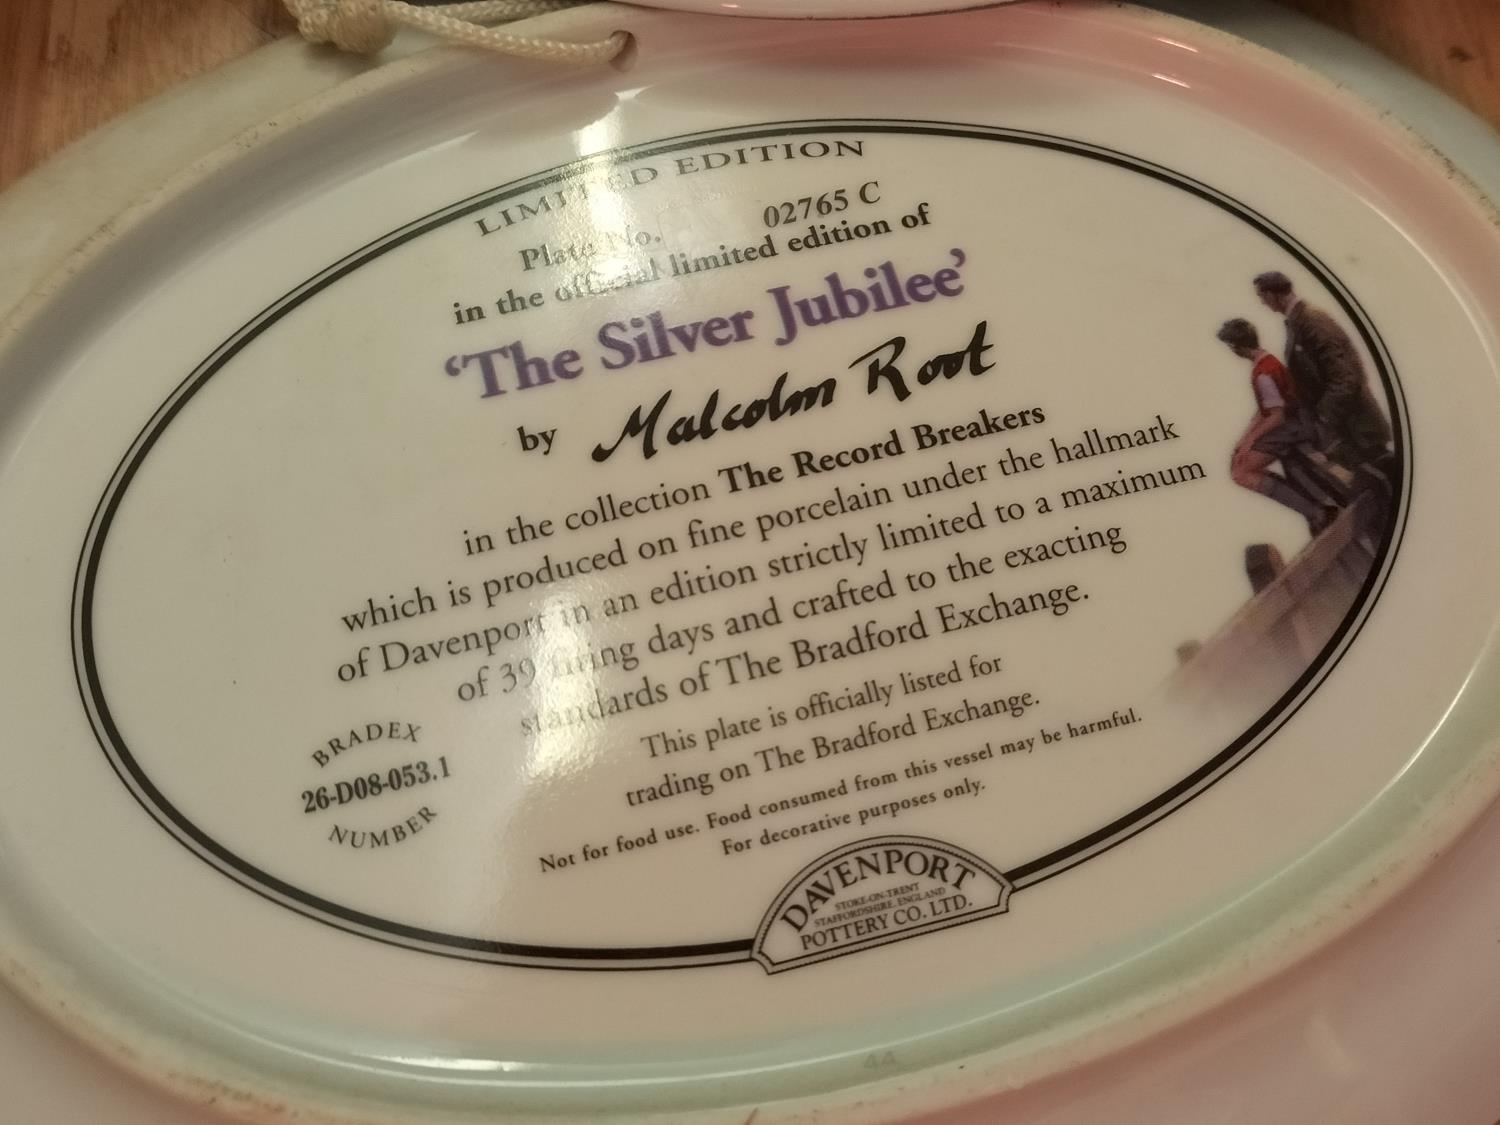 LIMITED EDITION
Plate No. 02765 C
in the official limited edition of
‘The Silver Jubilee’
by Malcolm Root
in the collection The Record Breakers
which is produced on fine porcelain under the hallmark
of Davenport in an edition strictly limited to a maximum
of 39 firing days and crafted to the exacting
standards of The Bradford Exchange.
This plate is officially listed for
trading on The Bradford Exchange.
Not for food use. Food consumed from this vessel may be harmful.
For decorative purposes only.
BRADEX
26-D08-053.1
NUMBER
DAVENPORT
STOKE-ON-TRENT
STAFFORDSHIRE, ENGLAND
POTTERY CO. LTD.
44